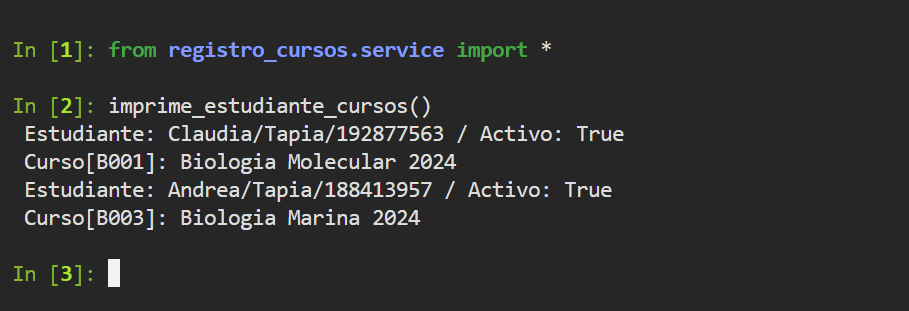 In [1]: from registro_cursos.service import *
In [2]: imprime_estudiante_cursos()
Estudiante: Claudia/Tapia/192877563 / Activo: True
Curso[B001]: Biologia Molecular 2024
Estudiante: Andrea/Tapia/188413957 / Activo: True
Curso[B003]: Biologia Marina 2024
In [3]: